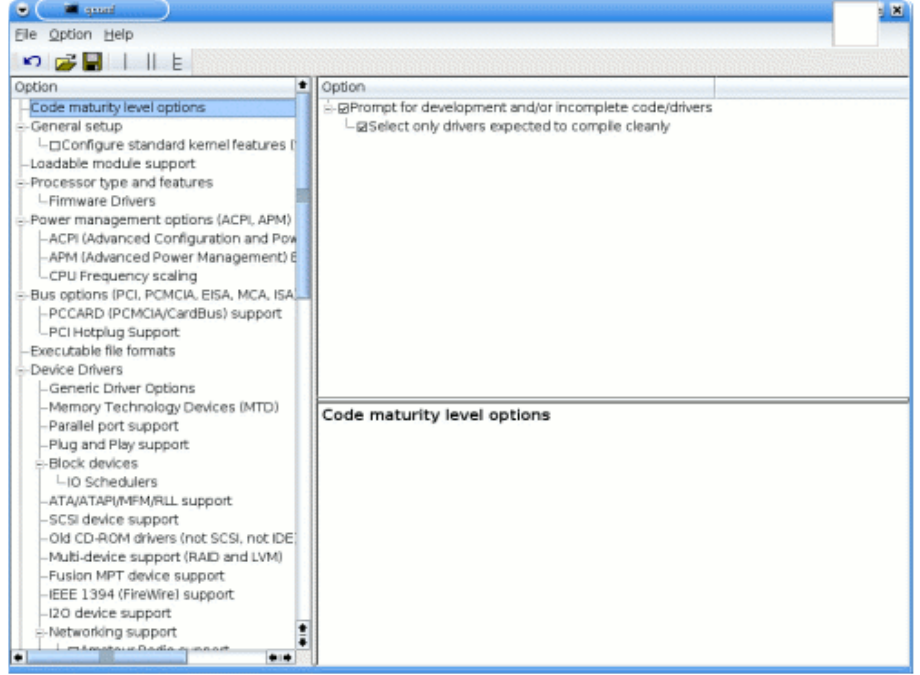 qconf
File Option Help
Option
Code maturity level options
General setup
Configure standard kernel features (
Loadable module support
Processor type and features
Firmware Drivers
Power management options (ACPI, APM)
ACPI (Advanced Configuration and Pow
APM (Advanced Power Management) B
CPU Frequency scaling
Bus options (PCI, PCMCIA, EISA, MCA, ISA
PCCARD (PCMCIA/CardBus) support
PCI Hotplug Support
Executable file formats
Device Drivers
Generic Driver Options
Memory Technology Devices (MTD)
Parallel port support
Plug and Play support
Block devices
IO Schedulers
ATA/ATAPI/MFM/RLL support
SCSI device support
Old CD-ROM drivers (not SCSI, not IDE)
Multi-device support (RAID and LVM)
Fusion MPT device support
IEEE 1394 (FireWire) support
I2O device support
Networking support
Amateur Radio support
Option
Prompt for development and/or incomplete code/drivers
Select only drivers expected to compile cleanly
Code maturity level options